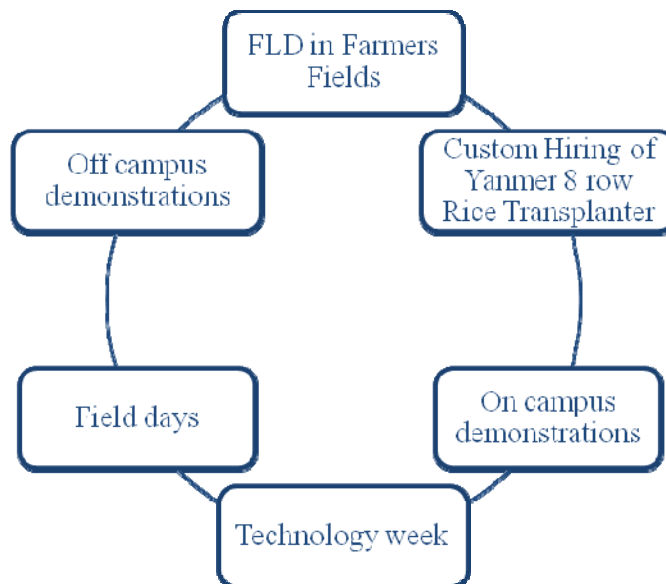 FLD in Farmers
Fields
Off campus
demonstrations
Custom Hiring of
Yanmer 8 row
Rice Transplanter
Field days
On campus
demonstrations
Technology week